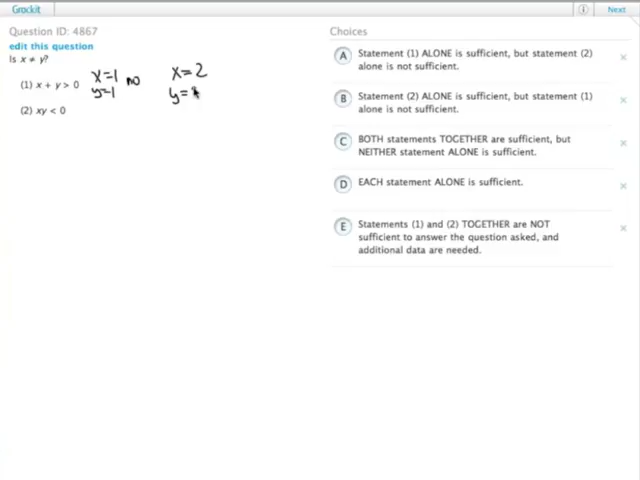 Grockit
Next
Question ID: 4867
edit this question
Is x ≠ y?
(1) x + y > 0
x=1
y=1
no
x=2
y=
(2) xy < 0
Choices
A Statement (1) ALONE is sufficient, but statement (2)
alone is not sufficient.
B Statement (2) ALONE is sufficient, but statement (1)
alone is not sufficient.
C BOTH statements TOGETHER are sufficient, but
NEITHER statement ALONE is sufficient.
D EACH statement ALONE is sufficient.
E Statements (1) and (2) TOGETHER are NOT
sufficient to answer the question asked, and
additional data are needed.